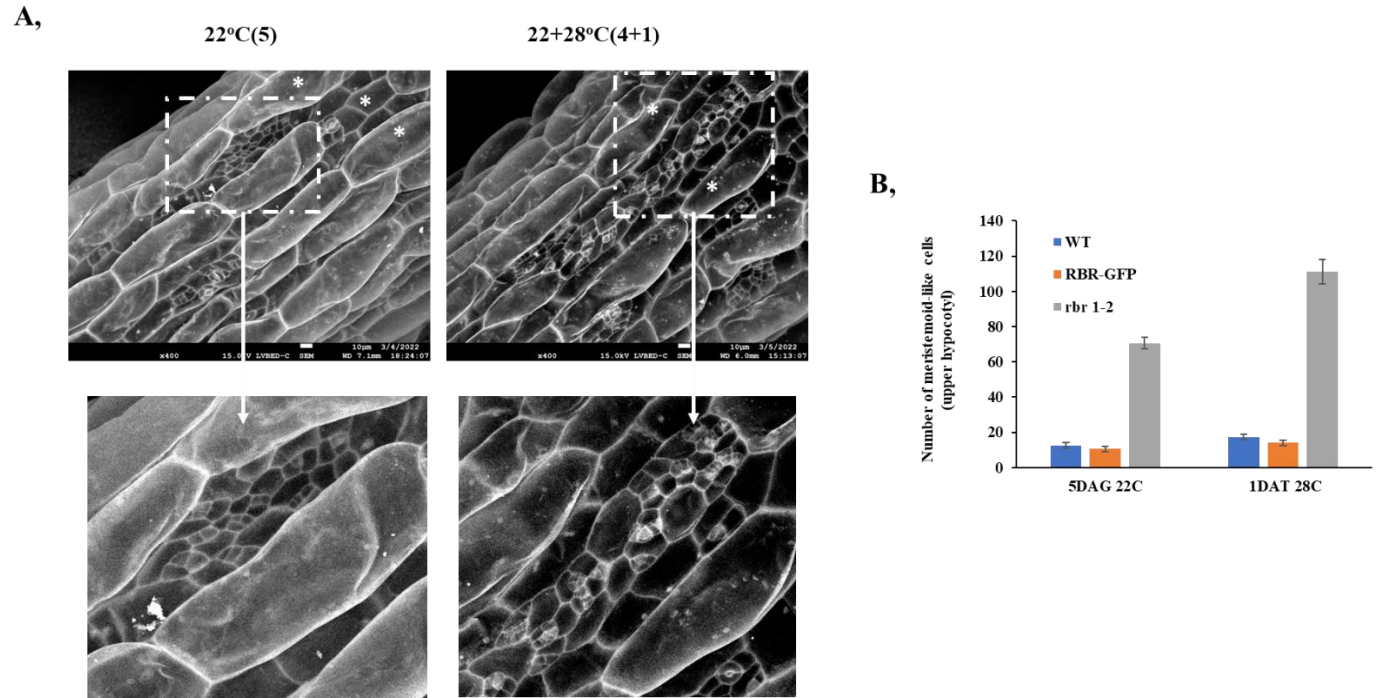 A,
22°C(5)
22+28°C(4+1)
* * *
* *
10µm 3/4/2022
x400 15.0kV LVBED-C SEM WD 7.1mm 18:24:07
10µm 3/5/2022
x400 15.0kV LVBED-C SEM WD 6.0mm 15:13:07
B,
Number of meristemoid-like cells
(upper hypocotyl)
140
120
100
80
60
40
20
0
WT
RBR-GFP
rbr 1-2
5DAG 22C
1DAT 28C